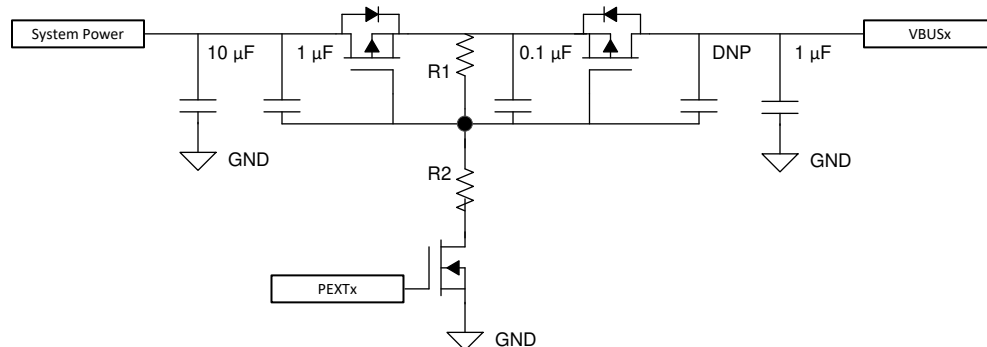 System Power
10 µF
1 µF
R1
0.1 µF
DNP
1 µF
VBUSx
GND
GND
R2
PEXTx
GND